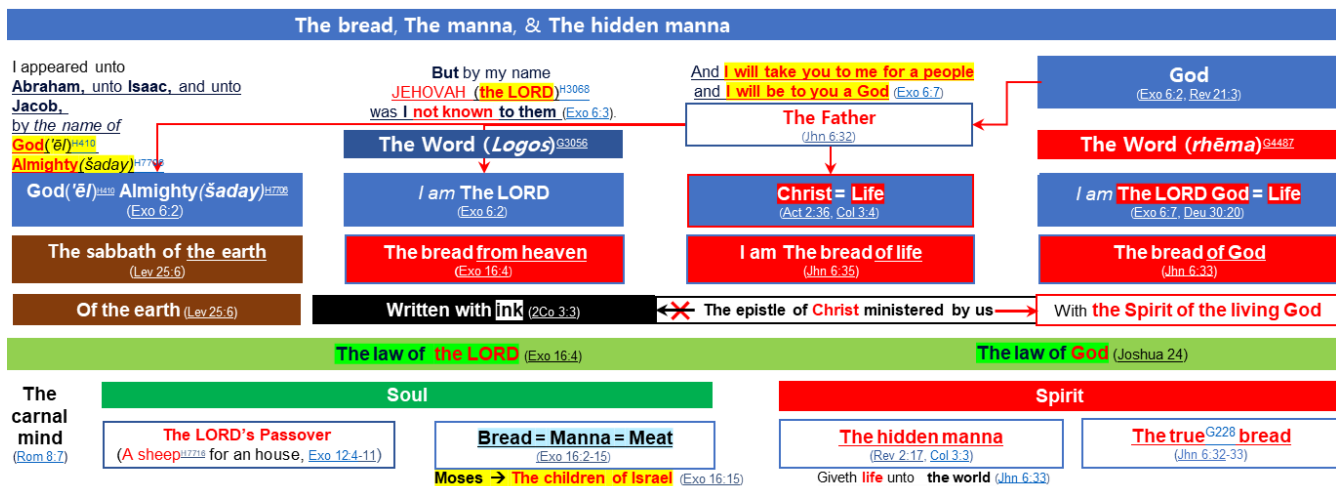 The bread, The manna, & The hidden manna
I appeared unto
Abraham, unto Isaac, and unto
Jacob,
by the name of
God('ēl)H410
Almighty(šaday)H7706
But by my name
JEHOVAH (the LORD)H3068
was I not known to them (Exo 6:3).
And I will take you to me for a people
and I will be to you a God (Exo 6:7)
God
(Exo 6:2, Rev 21:3)
The Father
(Jhn 6:32)
The Word (Logos)G3056
The Word (rhēma)G4487
God('ēl)H410 Almighty(šaday)H7706
(Exo 6:2)
I am The LORD
(Exo 6:2)
Christ = Life
(Act 2:36, Col 3:4)
I am The LORD God = Life
(Exo 6:7, Deu 30:20)
The sabbath of the earth
(Lev 25:6)
The bread from heaven
(Exo 16:4)
I am The bread of life
(Jhn 6:35)
The bread of God
(Jhn 6:33)
Of the earth (Lev 25:6)
Written with ink (2Co 3:3)
The epistle of Christ ministered by us
With the Spirit of the living God
The law of the LORD (Exo 16:4)
The law of God (Joshua 24)
The
carnal
mind
(Rom 8:7)
Soul
Spirit
The LORD's Passover
(A sheepH7716 for an house, Exo 12:4-11)
Bread = Manna = Meat
(Exo 16:2-15)
Moses → The children of Israel (Exo 16:15)
The hidden manna
(Rev 2:17, Col 3:3)
Giveth life unto the world (Jhn 6:33)
The trueG228 bread
(Jhn 6:32-33)